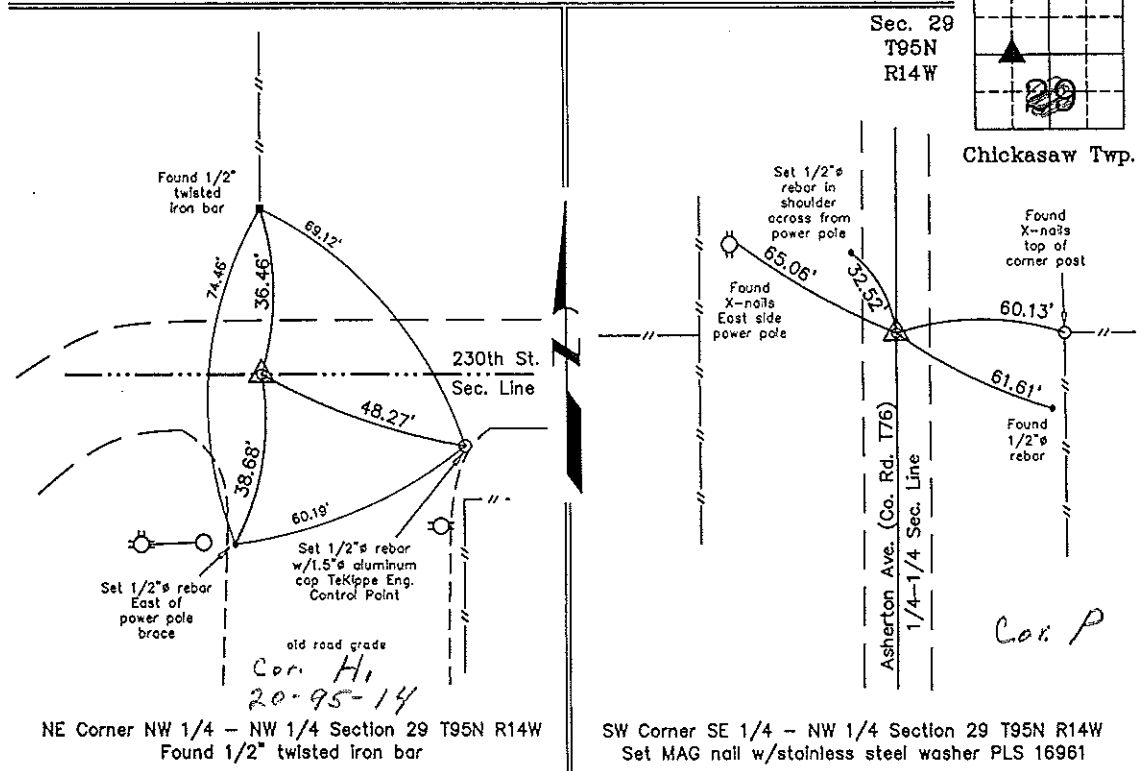 Sec. 29
T95N
R14W
29
Chickasaw Twp.
Found 1/2"
twisted
iron bar
69.12'
74.46'
36.46'
230th St.
Sec. Line
48.27'
38.68'
60.19'
Set 1/2"ø rebar
East of
power pole
brace
Set 1/2"ø rebar
w/1.5"ø aluminum
cap TeKippe Eng.
Control Point
old road grade
Cor. H,
20-95-14
NE Corner NW 1/4 - NW 1/4 Section 29 T95N R14W
Found 1/2" twisted iron bar
N
Set 1/2"ø
rebar in
shoulder
across from
power pole
Found
X-nails
top of
corner post
65.06'
32.52'
60.13'
Found
X-nails
East side
power pole
61.61'
Found
1/2"ø
rebar
Asherton Ave. (Co. Rd. T76)
1/4-1/4 Sec. Line
Cor. P
SW Corner SE 1/4 - NW 1/4 Section 29 T95N R14W
Set MAG nail w/stainless steel washer PLS 16961